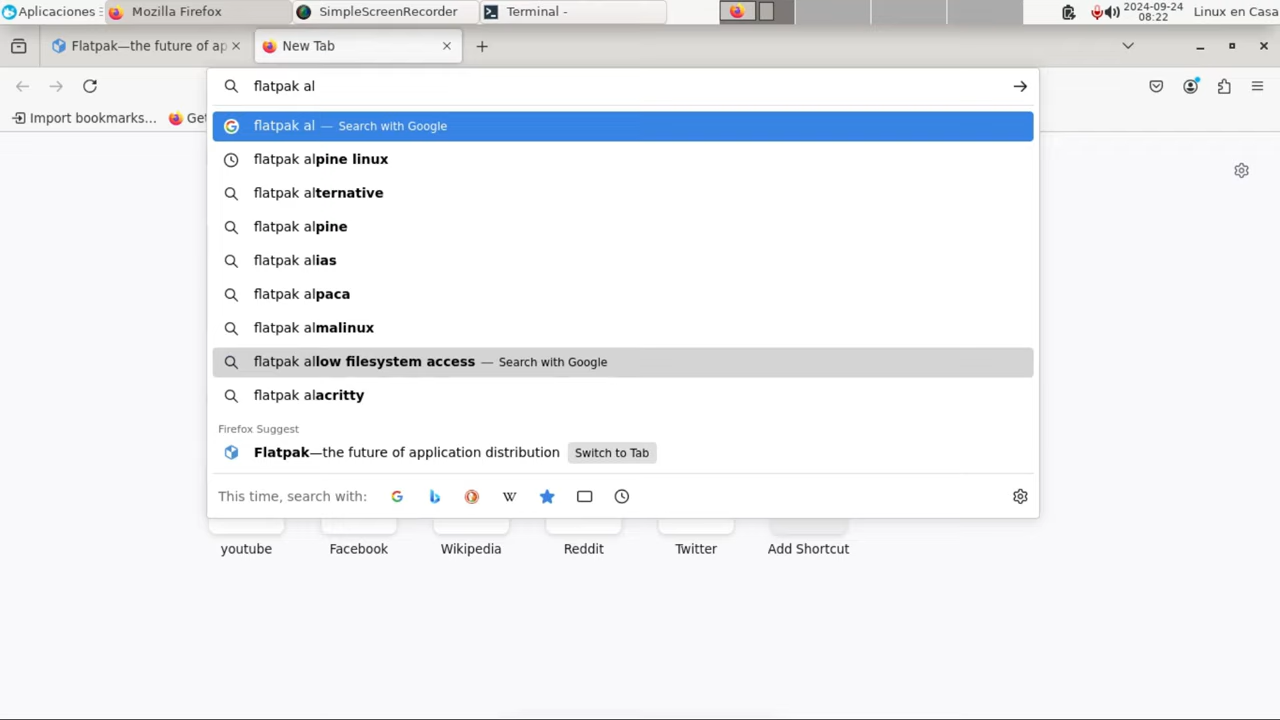 Aplicaciones
Mozilla Firefox
SimpleScreenRecorder
Terminal -
2024-09-24
08:22
Linux en Casa
Flatpak—the future of ap
New Tab
flatpak al
Import bookmarks...
Get
flatpak al — Search with Google
flatpak alpine linux
flatpak alternative
flatpak alpine
flatpak alias
flatpak alpaca
flatpak almalinux
flatpak allow filesystem access — Search with Google
flatpak alacritty
Firefox Suggest
Flatpak—the future of application distribution Switch to Tab
This time, search with:
youtube
Facebook
Wikipedia
Reddit
Twitter
Add Shortcut